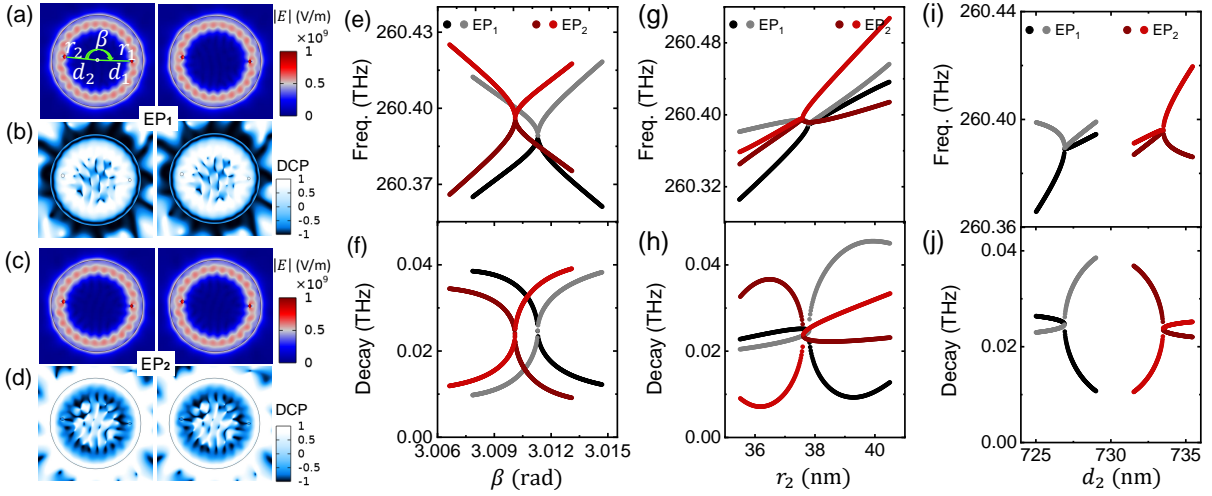 (a)
r₂
β
r₁
d₂
d₁
|E| (V/m)
×10⁹
1
0.5
0
EP₁
(b)
DCP
1
0.5
0
-0.5
-1
(c)
|E| (V/m)
×10⁹
1
0.5
0
EP₂
(d)
DCP
1
0.5
0
-0.5
-1
(e)
EP₁ EP₂
260.43
260.40
260.37
Freq. (THz)
(f)
0.04
0.02
0.00
Decay (THz)
3.006 3.009 3.012 3.015
β (rad)
(g)
EP₁ EP₂
260.48
260.40
260.32
Freq. (THz)
(h)
0.04
0.02
0.00
Decay (THz)
36 38 40
r₂ (nm)
(i)
260.44
EP₁ EP₂
260.40
260.36
Freq. (THz)
(j)
0.04
0.02
0.00
Decay (THz)
725 730 735
d₂ (nm)